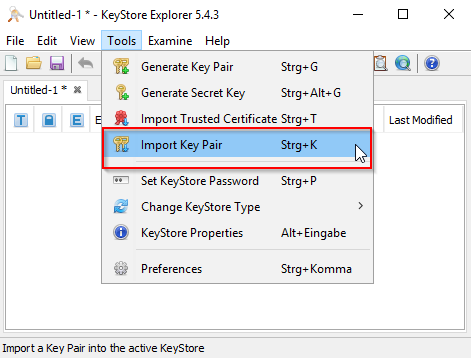 Untitled-1 * - KeyStore Explorer 5.4.3
File Edit View Tools Examine Help
Untitled-1 *
T E E Last Modified
Generate Key Pair Strg+G
Generate Secret Key Strg+Alt+G
Import Trusted Certificate Strg+T
Import Key Pair Strg+K
Set KeyStore Password Strg+P
Change KeyStore Type
KeyStore Properties Alt+Eingabe
Preferences Strg+Komma
Import a Key Pair into the active KeyStore